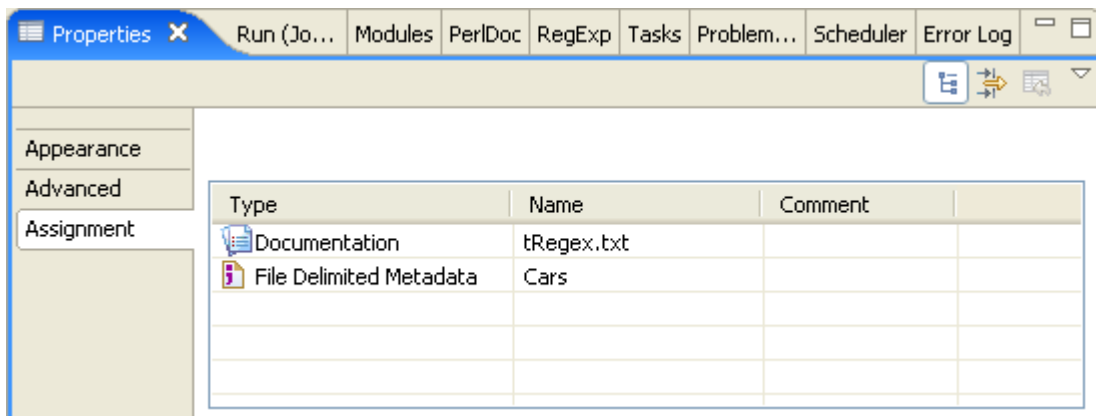 Properties Run (Jo... Modules PerlDoc RegExp Tasks Problem... Scheduler Error Log
Appearance
Advanced
Assignment
Type Name Comment
Documentation tRegex.txt
File Delimited Metadata Cars